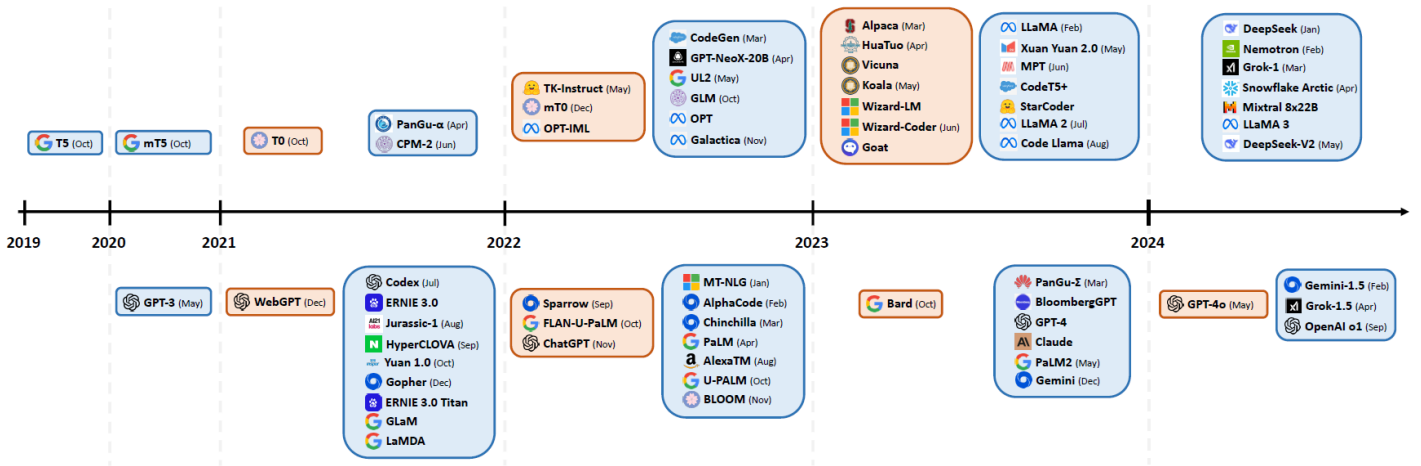 T5 (Oct)
mT5 (Oct)
T0 (Oct)
PanGu-α (Apr)
CPM-2 (Jun)
TK-Instruct (May)
mT0 (Dec)
OPT-IML
CodeGen (Mar)
GPT-NeoX-20B (Apr)
UL2 (May)
GLM (Oct)
OPT
Galactica (Nov)
Alpaca (Mar)
HuaTuo (Apr)
Vicuna
Koala (May)
Wizard-LM
Wizard-Coder (Jun)
Goat
LLaMA (Feb)
Xuan Yuan 2.0 (May)
MPT (Jun)
CodeT5+
StarCoder
LLaMA 2 (Jul)
Code Llama (Aug)
DeepSeek (Jan)
Nemotron (Feb)
Grok-1 (Mar)
Snowflake Arctic (Apr)
Mixtral 8x22B
LLaMA 3
DeepSeek-V2 (May)
2019 2020 2021 2022 2023 2024
GPT-3 (May)
WebGPT (Dec)
Codex (Jul)
ERNIE 3.0
AI21 labs Jurassic-1 (Aug)
HyperCLOVA (Sep)
Yuan 1.0 (Oct)
Gopher (Dec)
ERNIE 3.0 Titan
GLaM
LaMDA
Sparrow (Sep)
FLAN-U-PaLM (Oct)
ChatGPT (Nov)
MT-NLG (Jan)
AlphaCode (Feb)
Chinchilla (Mar)
PaLM (Apr)
AlexaTM (Aug)
U-PALM (Oct)
BLOOM (Nov)
Bard (Oct)
PanGu-Σ (Mar)
BloombergGPT
GPT-4
Claude
PaLM2 (May)
Gemini (Dec)
GPT-4o (May)
Gemini-1.5 (Feb)
Grok-1.5 (Apr)
OpenAI o1 (Sep)